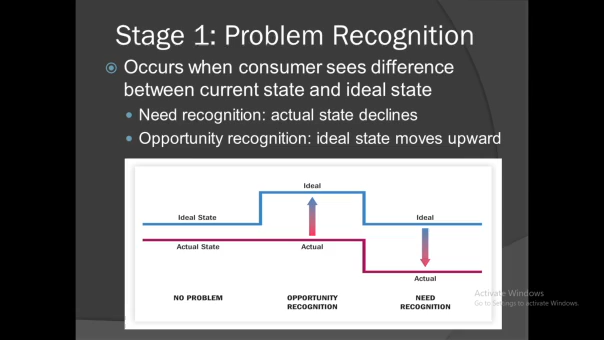 Stage 1: Problem Recognition
Occurs when consumer sees difference
between current state and ideal state
Need recognition: actual state declines
Opportunity recognition: ideal state moves upward
Ideal
Ideal State
Ideal
Actual State
Actual
Actual
NO PROBLEM
OPPORTUNITY
RECOGNITION
NEED
RECOGNITION
Activate Windows
Go to Settings to activate Windows.